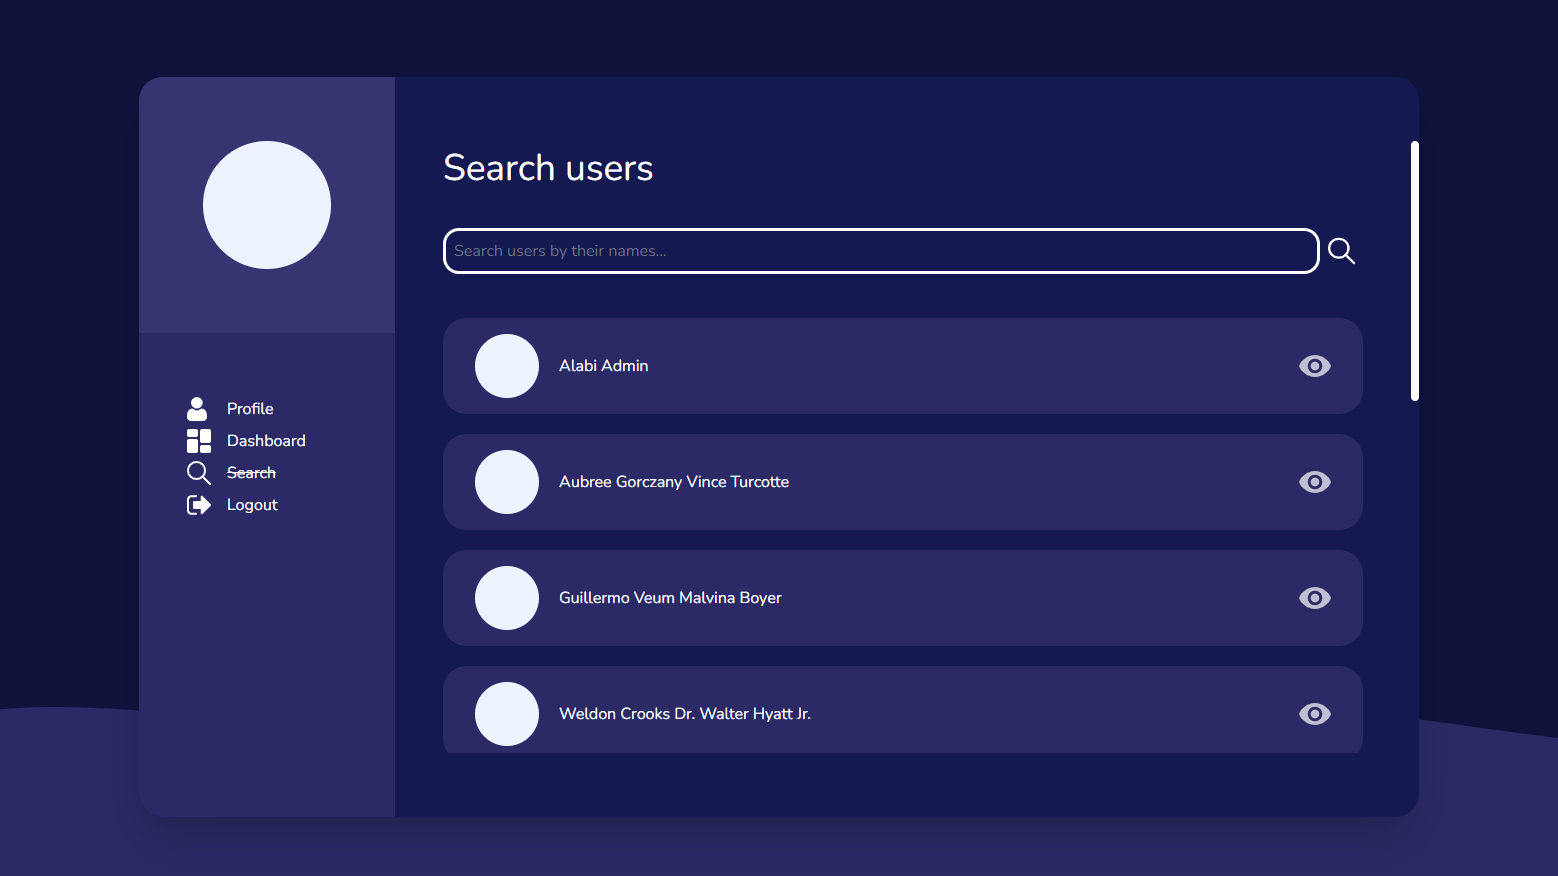 Search users
Search users by their names...
Profile
Dashboard
Search
Logout
Alabi Admin
Aubree Gorczany Vince Turcotte
Guillermo Veum Malvina Boyer
Weldon Crooks Dr. Walter Hyatt Jr.